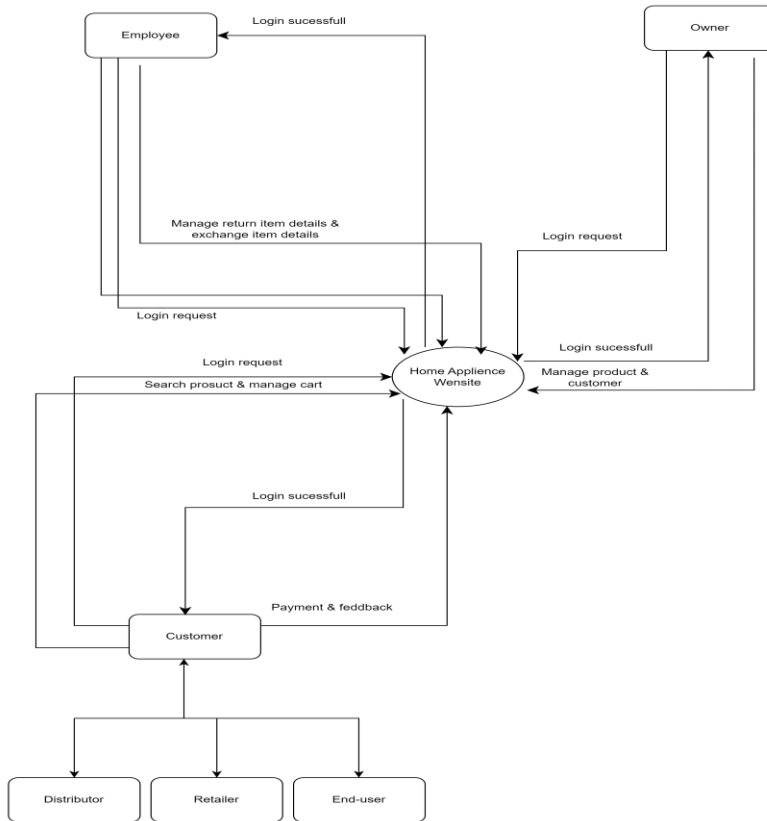 Login sucessfull
Employee
Owner
Manage return item details &
exchange item details
Login request
Login request
Login request
Login sucessfull
Home Applience
Wensite
Manage product &
customer
Search prosuct & manage cart
Login sucessfull
Payment & feddback
Customer
Distributor
Retailer
End-user